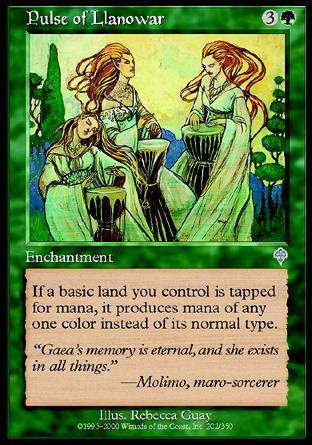 Pulse of Llanowar 3
Enchantment
If a basic land you control is tapped
for mana, it produces mana of any
one color instead of its normal type.
“Gaea's memory is eternal, and she exists
in all things.”
—Molimo, maro-sorcerer
Illus. Rebecca Guay
©1993–2000 Wizards of the Coast, Inc. 202/350